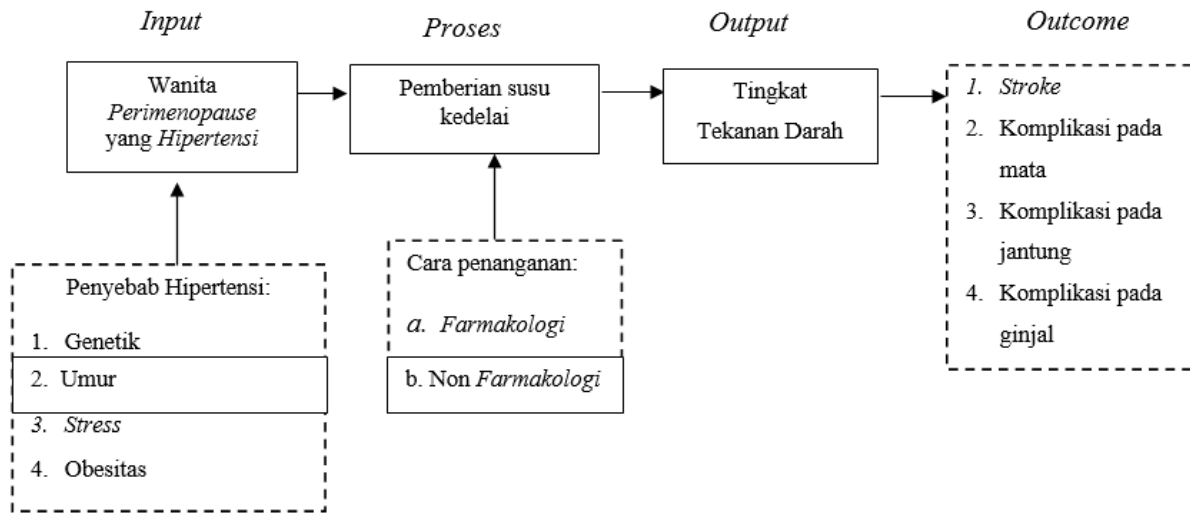 Input
Proses
Output
Outcome
Wanita
Perimenopause
yang Hipertensi
Pemberian susu
kedelai
Tingkat
Tekanan Darah
1. Stroke
2. Komplikasi pada
mata
3. Komplikasi pada
jantung
4. Komplikasi pada
ginjal
Penyebab Hipertensi:
1. Genetik
2. Umur
3. Stress
4. Obesitas
Cara penanganan:
a. Farmakologi
b. Non Farmakologi